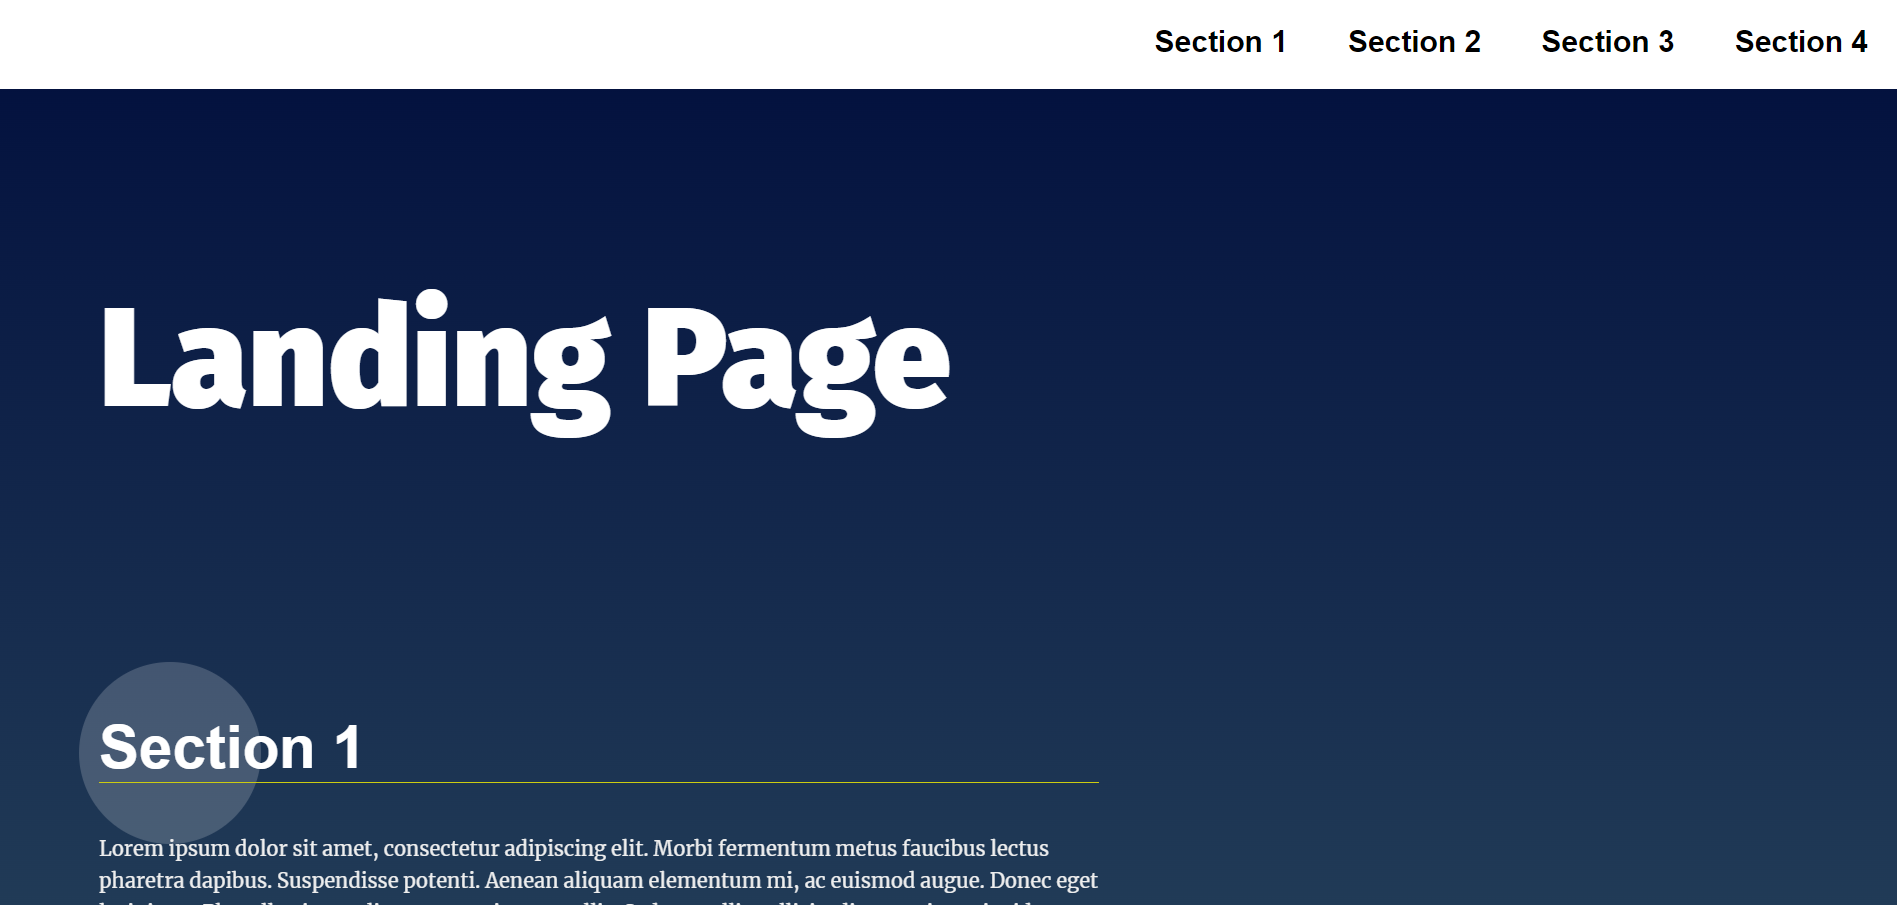 Section 1 Section 2 Section 3 Section 4
Landing Page
Section 1
Lorem ipsum dolor sit amet, consectetur adipiscing elit. Morbi fermentum metus faucibus lectus
pharetra dapibus. Suspendisse potenti. Aenean aliquam elementum mi, ac euismod augue. Donec eget